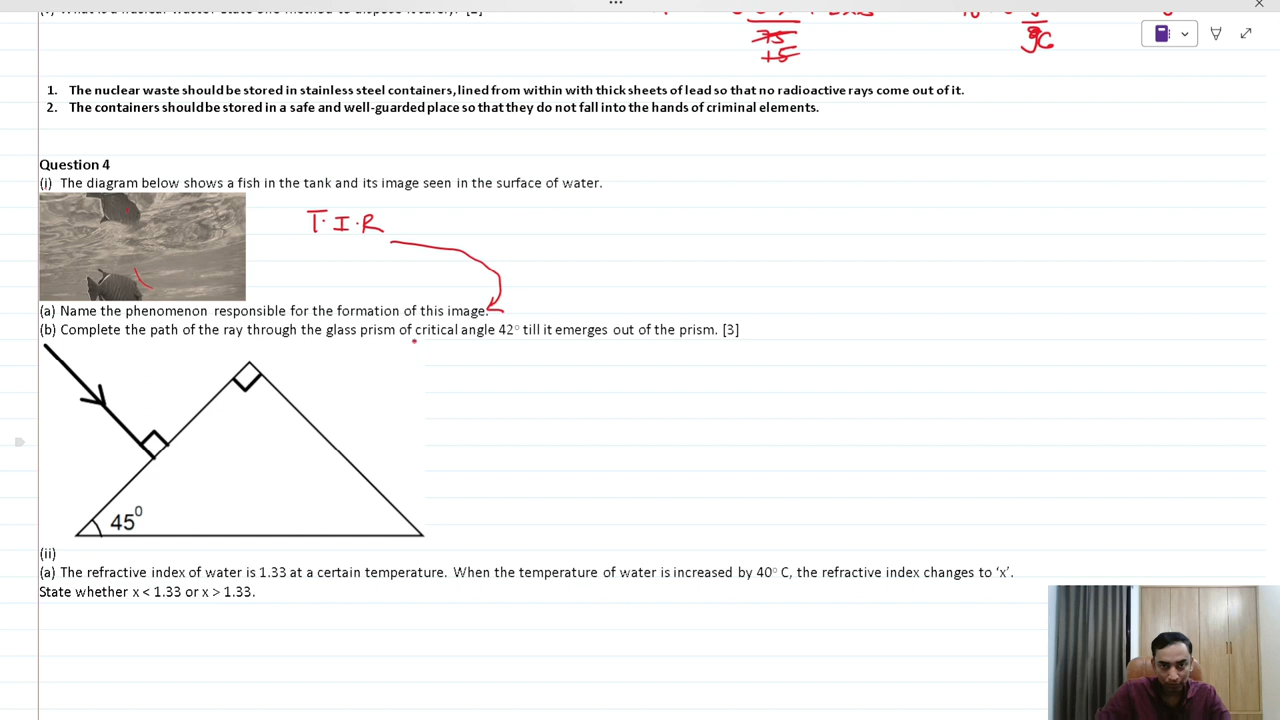 75
15
96
1. The nuclear waste should be stored in stainless steel containers, lined from within with thick sheets of lead so that no radioactive rays come out of it.
2. The containers should be stored in a safe and well-guarded place so that they do not fall into the hands of criminal elements.
Question 4
(i) The diagram below shows a fish in the tank and its image seen in the surface of water.
T.I.R
(a) Name the phenomenon responsible for the formation of this image.
(b) Complete the path of the ray through the glass prism of critical angle 42° till it emerges out of the prism. [3]
45⁰
(ii)
(a) The refractive index of water is 1.33 at a certain temperature. When the temperature of water is increased by 40° C, the refractive index changes to ‘x’.
State whether x < 1.33 or x > 1.33.